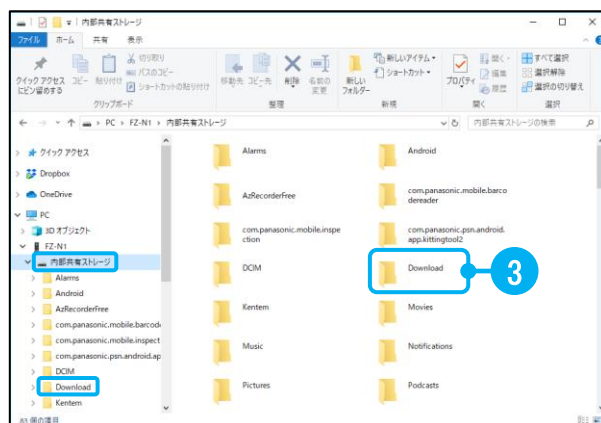 内部共有ストレージ
ファイル ホーム 共有 表示
クイック アクセス
にピン留めする
コピー 貼り付け
切り取り
パスのコピー
ショートカットの貼り付け
クリップボード
移動先 コピー先 削除 名前の
変更
整理
新しい
フォルダー
新しいアイテム
ショートカット
新規
プロパティ
開く
編集
履歴
開く
すべて選択
選択解除
選択の切り替え
選択
PC > FZ-N1 > 内部共有ストレージ
内部共有ストレージの検索
クイック アクセス
Dropbox
OneDrive
PC
3D オブジェクト
FZ-N1
内部共有ストレージ
Alarms
Android
AzRecorderFree
com.panasonic.mobile.barcod
com.panasonic.mobile.inspect
com.panasonic.psn.android.ap
DCIM
Download
Kentem
Alarms
Android
AzRecorderFree
com.panasonic.mobile.barco
dereader
com.panasonic.mobile.inspe
ction
com.panasonic.psn.android.
app.kittingtool2
DCIM
Download
3
Kentem
Movies
Music
Notifications
Pictures
Podcasts
個の項目